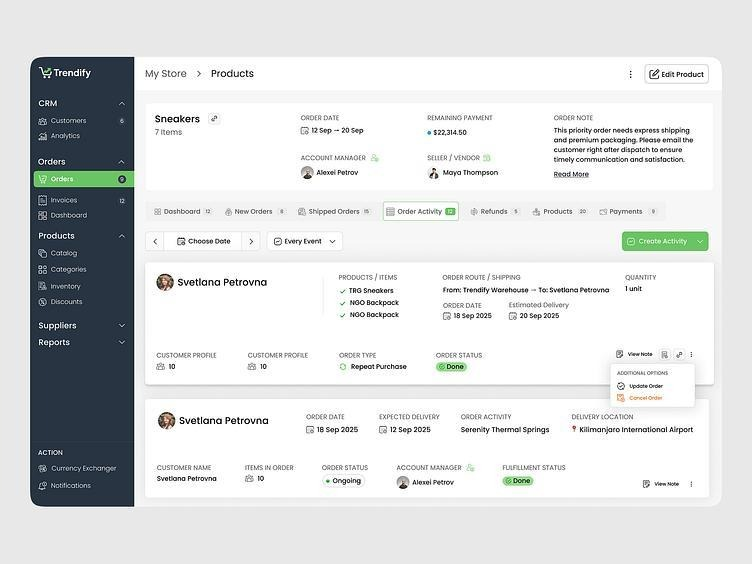 Trendify
CRM
Customers 6
Analytics
Orders
Orders 9
Invoices 12
Dashboard
Products
Catalog
Categories
Inventory
Discounts
Suppliers
Reports
ACTION
Currency Exchanger
Notifications
My Store > Products
Edit Product
Sneakers
7 Items
ORDER DATE
12 Sep → 20 Sep
ACCOUNT MANAGER
Alexei Petrov
REMAINING PAYMENT
$22,314.50
SELLER / VENDOR
Maya Thompson
ORDER NOTE
This priority order needs express shipping
and premium packaging. Please email the
customer right after dispatch to ensure
timely communication and satisfaction.
Read More
Dashboard 12 New Orders 8 Shipped Orders 15 Order Activity 12 Refunds 5 Products 20 Payments 9
Choose Date Every Event Create Activity
Svetlana Petrovna
PRODUCTS / ITEMS
TRG Sneakers
NGO Backpack
NGO Backpack
ORDER ROUTE / SHIPPING
From: Trendify Warehouse → To: Svetlana Petrovna
ORDER DATE
18 Sep 2025
Estimated Delivery
20 Sep 2025
QUANTITY
1 unit
CUSTOMER PROFILE
10
CUSTOMER PROFILE
10
ORDER TYPE
Repeat Purchase
ORDER STATUS
Done
View Note
ADDITIONAL OPTIONS
Update Order
Cancel Order
Svetlana Petrovna
ORDER DATE
18 Sep 2025
EXPECTED DELIVERY
12 Sep 2025
ORDER ACTIVITY
Serenity Thermal Springs
DELIVERY LOCATION
Kilimanjaro International Airport
CUSTOMER NAME
Svetlana Petrovna
ITEMS IN ORDER
10
ORDER STATUS
Ongoing
ACCOUNT MANAGER
Alexei Petrov
FULFILLMENT STATUS
Done
View Note